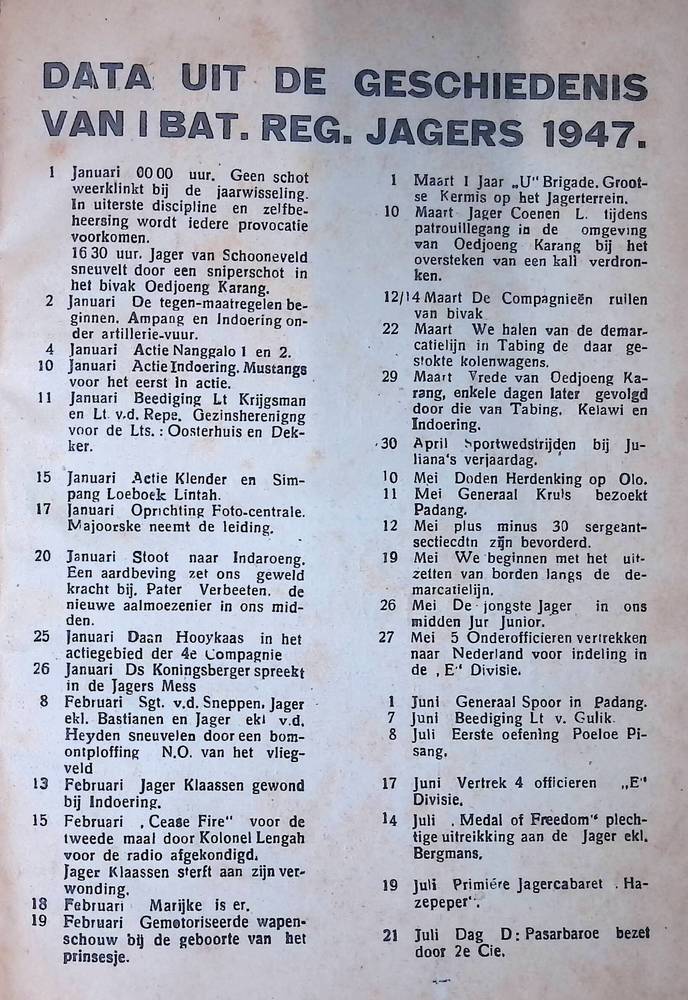 DATA UIT DE GESCHIEDENIS
VAN I BAT. REG. JAGERS 1947.
1 Januari 00 00 uur. Geen schot
weerklinkt bij de jaarwisseling.
In uiterste discipline en zelfbe-
heersing wordt iedere provocatie
voorkomen.
16 30 uur. Jager van Schooneveld
sneuvelt door een sniperschot in
het bivak Oedjoeng Karang.
2 Januari De tegen-maatregelen be-
ginnen. Ampang en Indoering on-
der artillerie-vuur.
4 Januari Actie Nanggalo 1 en 2.
10 Januari Actie Indoering. Mustangs
voor het eerst in actie.
11 Januari Beediging Lt Krijgsman
en Lt v.d. Repe. Gezinsherenigng
voor de Lts. : Oosterhuis en Dek-
ker.
15 Januari Actie Klender en Sim-
pang Loeboek Lintah.
17 Januari Oprichting Foto-centrale.
Majoorske neemt de leiding.
20 Januari Stoot naar Indaroeng.
Een aardbeving zet ons geweld
kracht bij. Pater Verbeeten. de
nieuwe aalmoezenier in ons mid-
den.
25 Januari Daan Hooykaas in het
actiegebied der 4e Compagnie
26 Januari Ds Koningsberger spreekt
in de Jagers Mess
8 Februari Sgt. v.d. Sneppen, Jager
ekl. Bastianen en Jager ekl v.d.
Heyden sneuvelen door een bom-
ontploffing N.O. van het vlieg-
veld
13 Februari Jager Klaassen gewond
bij Indoering.
15 Februari „Cease Fire" voor de
tweede maal door Kolonel Lengah
voor de radio afgekondigd.
Jager Klaassen sterft aan zijn ver-
wonding.
18 Februari Marijke is er.
19 Februari Gemotoriseerde wapen-
schouw bij de geboorte van het
prinsesje.
1 Maart 1 Jaar „U" Brigade. Groot-
se Kermis op het Jagerterrein.
10 Maart Jager Coenen L. tijdens
patrouillegang in de omgeving
van Oedjoeng Karang bij het
oversteken van een kali verdron-
ken.
12/14 Maart De Compagnieën ruilen
van bivak
22 Maart We halen van de demar-
catielijn in Tabing de daar ge-
stokte kolenwagens.
29 Maart Vrede van Oedjoeng Ka-
rang, enkele dagen later gevolgd
door die van Tabing, Kelawi en
Indoering.
30 April Sportwedstrijden bij Ju-
liana's verjaardag.
10 Mei Doden Herdenking op Olo.
11 Mei Generaal Kruls bezoekt
Padang.
12 Mei plus minus 30 sergeant-
sectiecdtn zijn bevorderd.
19 Mei We beginnen met het uit-
zetten van borden langs de de-
marcatielijn.
26 Mei De jongste Jager in ons
midden Jur Junior.
27 Mei 5 Onderofficieren vertrekken
naar Nederland voor indeling in
de „E" Divisie.
1 Juni Generaal Spoor in Padang.
7 Juni Beediging Lt v. Gulik.
8 Juli Eerste oefening Poeloe Pi-
sang.
17 Juni Vertrek 4 officieren „E"
Divisie.
14 Juli „Medal of Freedom" plech-
tige uitreikking aan de Jager ekl.
Bergmans.
19 Juli Primiére Jagercabaret „Ha-
zepeper".
21 Juli Dag D: Pasarbaroe bezet
door 2e Cie.